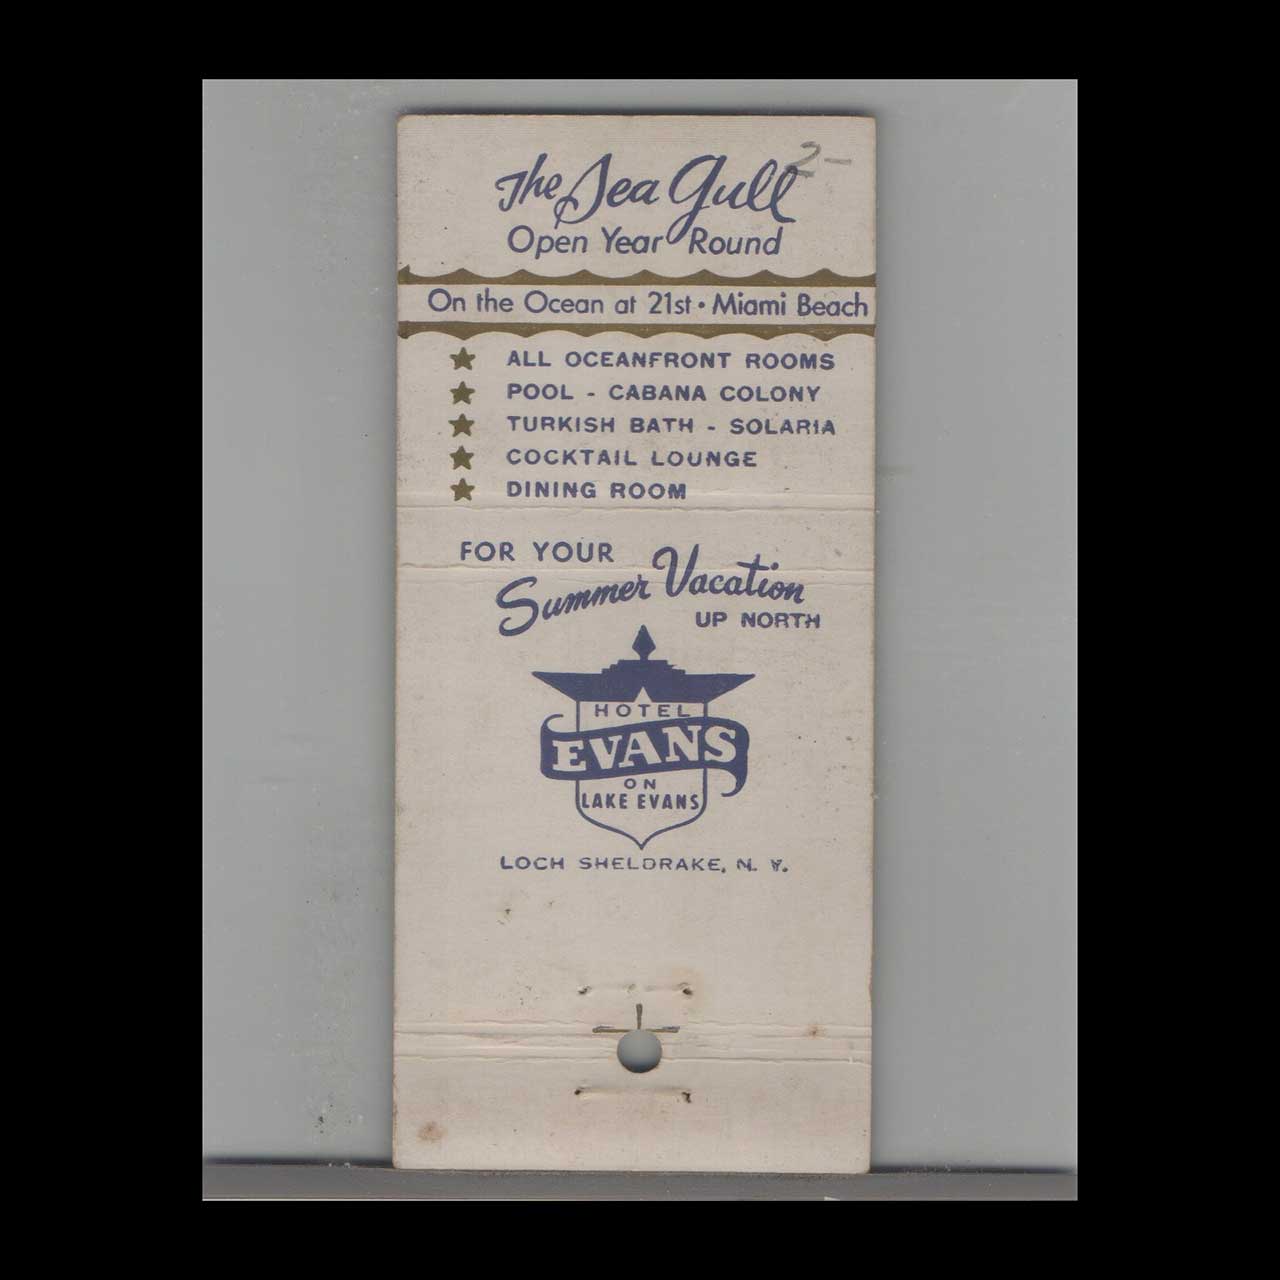 2-
The Sea Gull
Open Year Round
On the Ocean at 21st • Miami Beach
★ ALL OCEANFRONT ROOMS
★ POOL - CABANA COLONY
★ TURKISH BATH - SOLARIA
★ COCKTAIL LOUNGE
★ DINING ROOM
FOR YOUR
Summer Vacation
UP NORTH
HOTEL
EVANS
ON
LAKE EVANS
LOCH SHELDRAKE, N. Y.